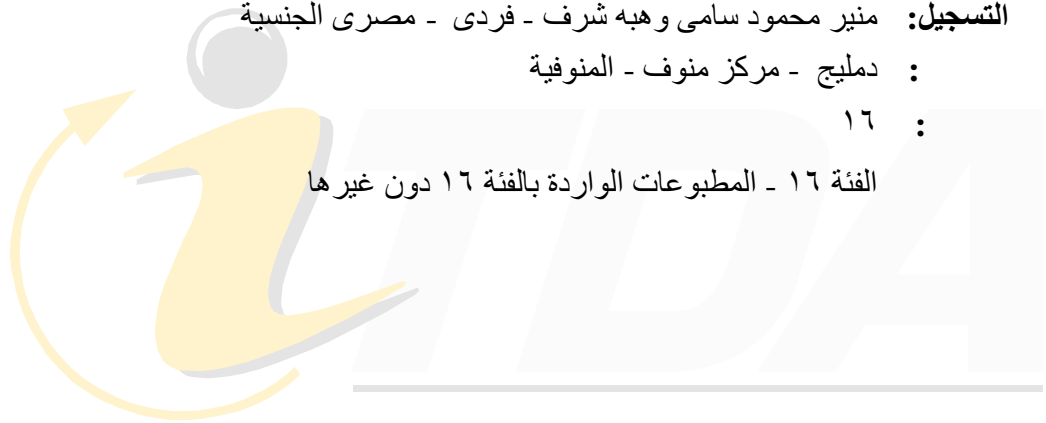 التسجيل: منير محمود سامى وهبه شرف - فردى - مصرى الجنسية
: دمليج - مركز منوف - المنوفية
: ١٦
الفئة ١٦ - المطبوعات الواردة بالفئة ١٦ دون غيرها
iTDA